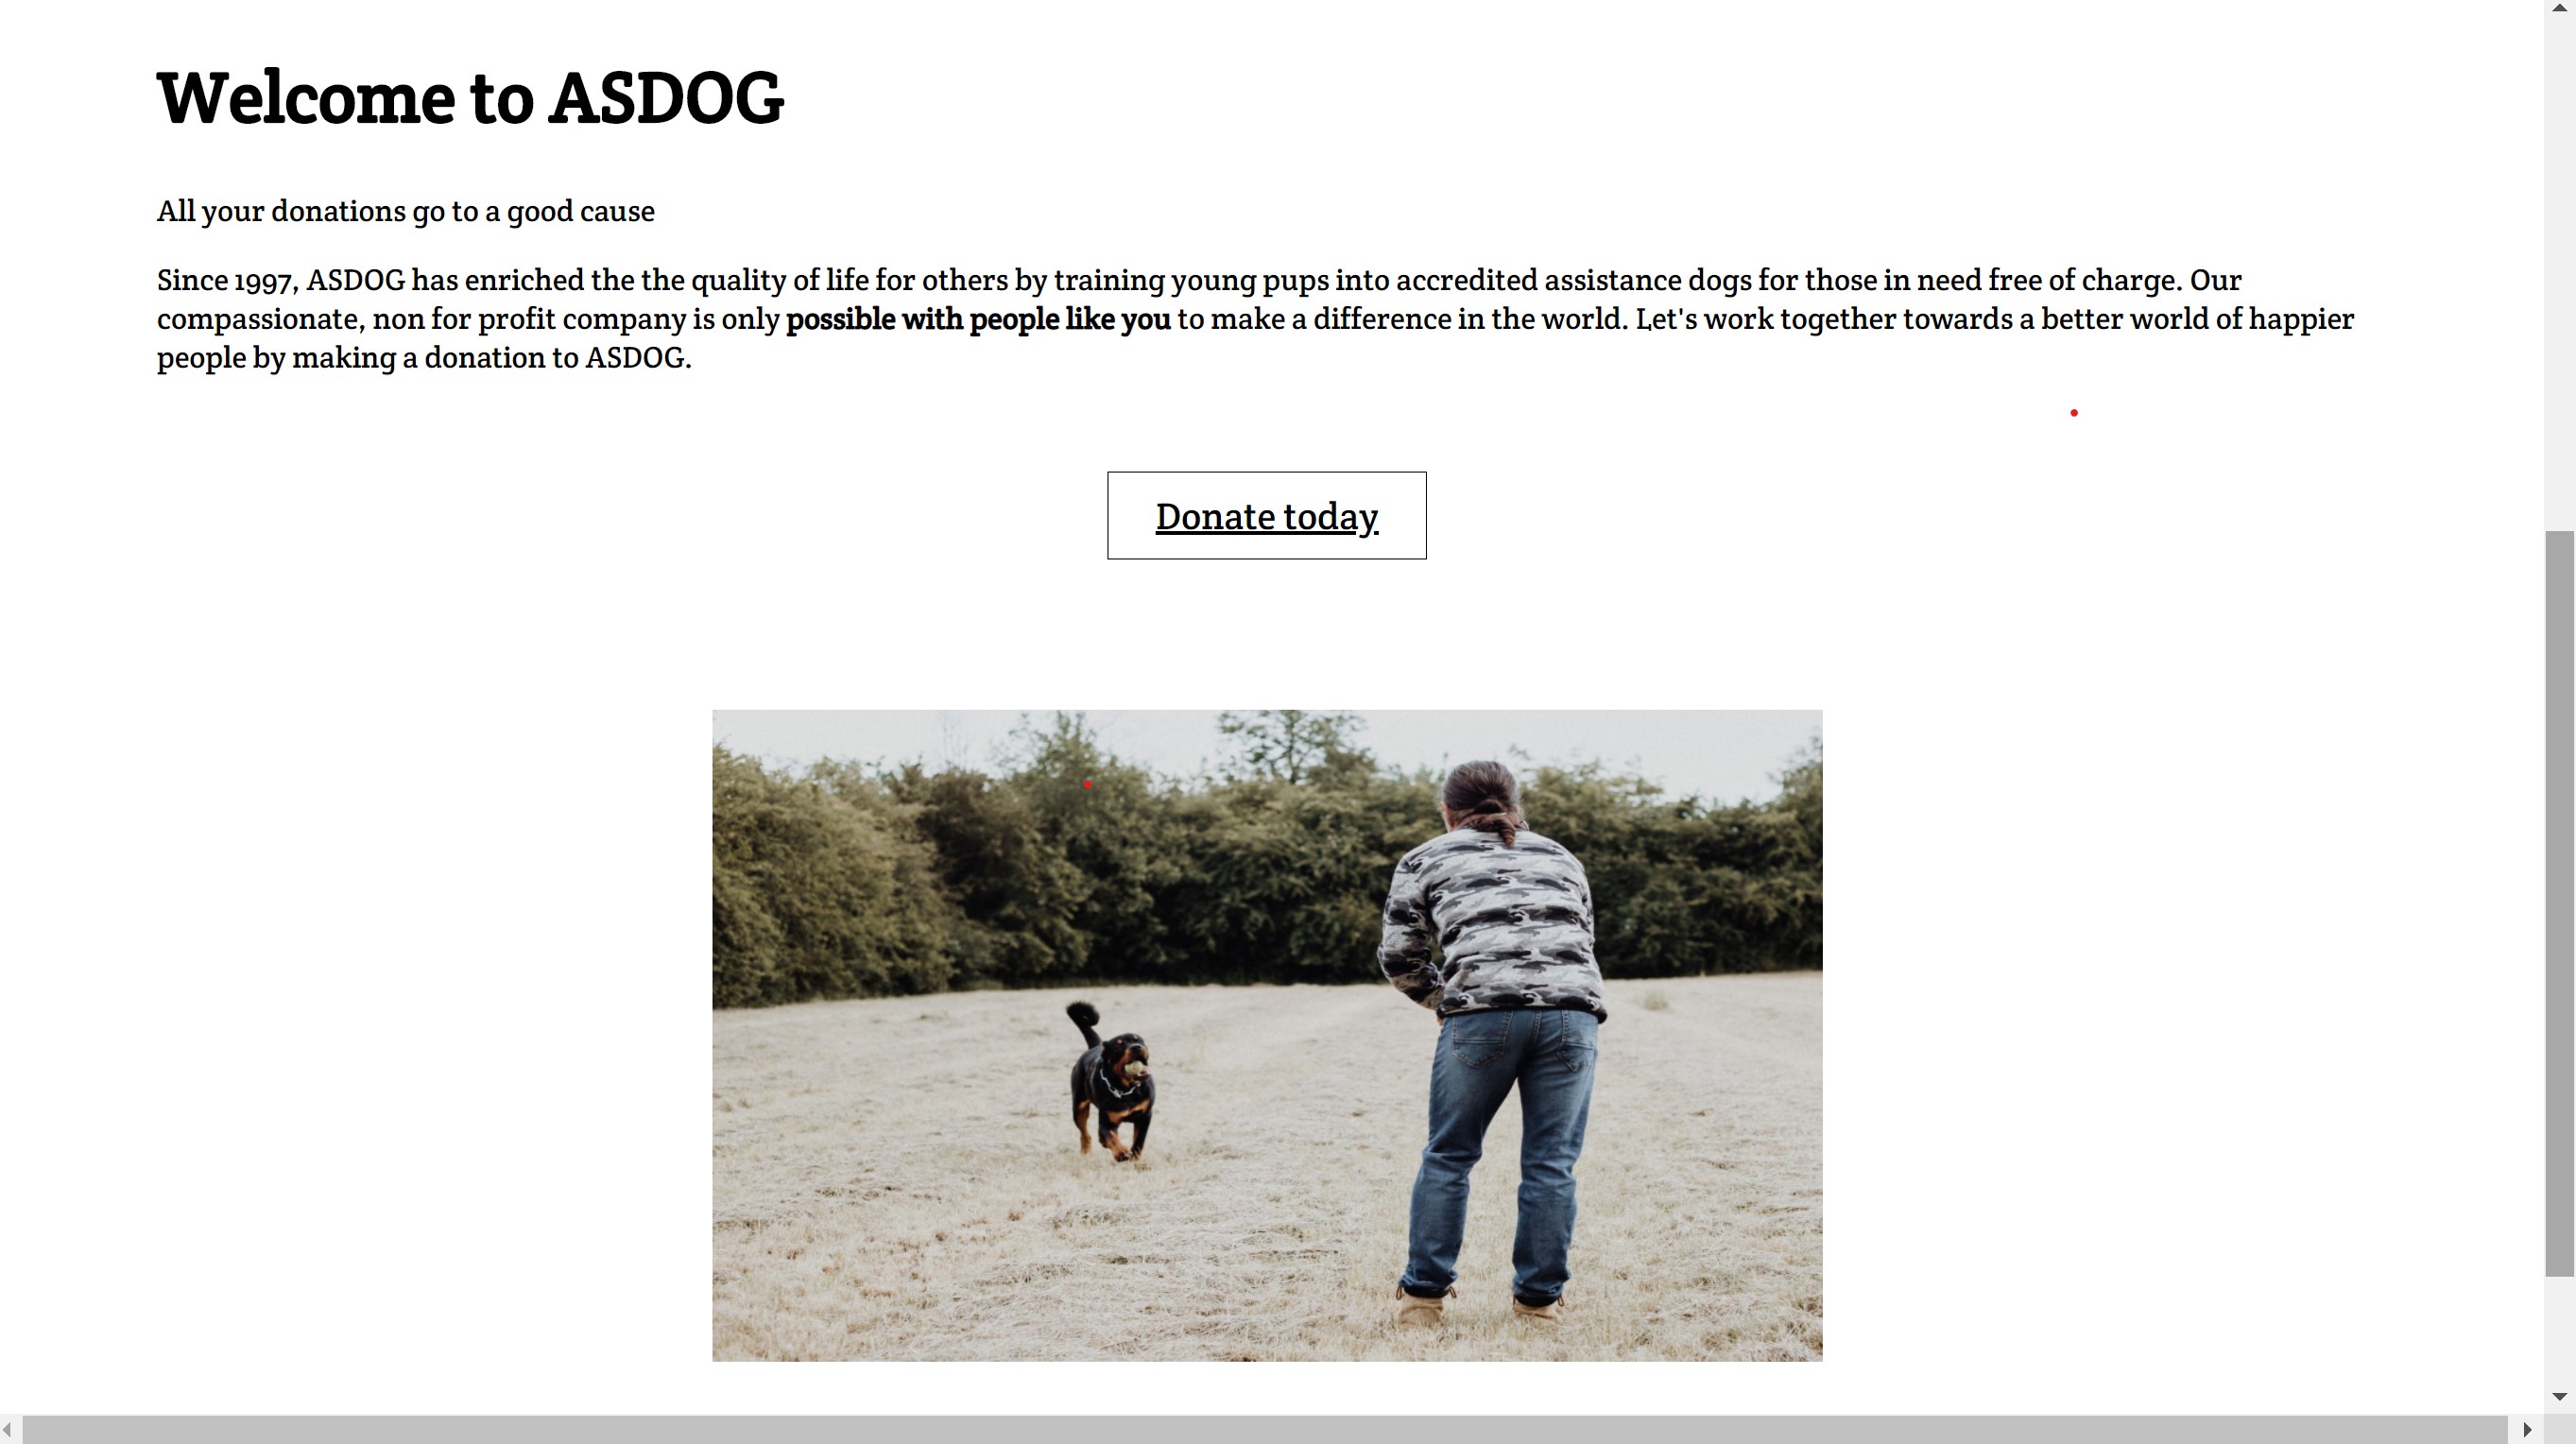 Welcome to ASDOG
All your donations go to a good cause
Since 1997, ASDOG has enriched the the quality of life for others by training young pups into accredited assistance dogs for those in need free of charge. Our
compassionate, non for profit company is only possible with people like you to make a difference in the world. Let's work together towards a better world of happier
people by making a donation to ASDOG.
Donate today